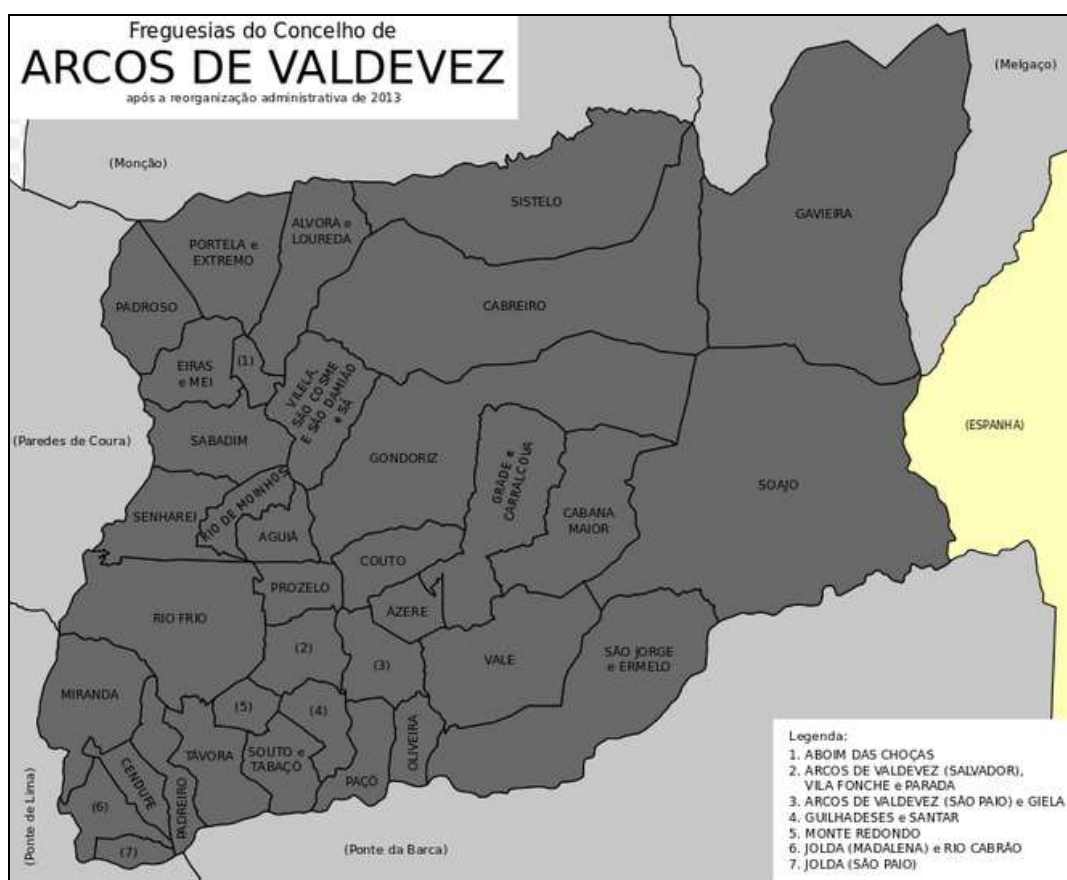 Freguesias do Concelho de
ARCOS DE VALDEVEZ
após a reorganização administrativa de 2013
(Melgaço)
(Monção)
SISTELO
GAVIEIRA
ALVORA e
LOUREDA
PORTELA e
EXTREMO
PADROSO
CABREIRO
EIRAS
e MEI
(1)
VILELA,
SÃO COSME
E SÃO DAMIÃO
e SÁ
(Paredes de Coura)
SABADIM
GONDORIZ
GRADE e
CARRALCOVA
(ESPANHA)
SOAJO
SENHAREI
RIO DE MOINHOS
AGUIÃ
CABANA
MAIOR
COUTO
PROZELO
ÁZERE
RIO FRIO
(2)
(3)
VALE
SÃO JORGE
e ERMELO
MIRANDA
(5)
(4)
TÁVORA
SOUTO e
TABAÇÔ
OLIVEIRA
PAÇÔ
CENDUFE
PADREIRO
(6)
(7)
(Ponte de Lima)
(Ponte da Barca)
Legenda:
1. ABOIM DAS CHOÇAS
2. ARCOS DE VALDEVEZ (SALVADOR),
VILA FONCHE e PARADA
3. ARCOS DE VALDEVEZ (SÃO PAIO) e GIELA
4. GUILHADESES e SANTAR
5. MONTE REDONDO
6. JOLDA (MADALENA) e RIO CABRÃO
7. JOLDA (SÃO PAIO)